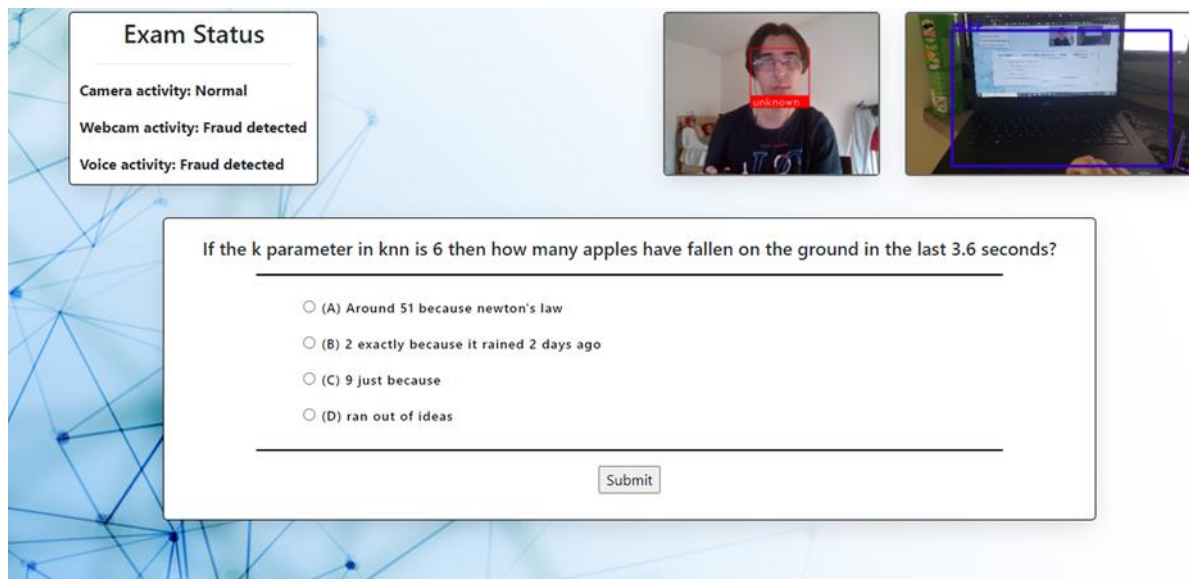 Exam Status
Camera activity: Normal
Webcam activity: Fraud detected
Voice activity: Fraud detected
unknown
If the k parameter in knn is 6 then how many apples have fallen on the ground in the last 3.6 seconds?
(A) Around 51 because newton's law
(B) 2 exactly because it rained 2 days ago
(C) 9 just because
(D) ran out of ideas
Submit